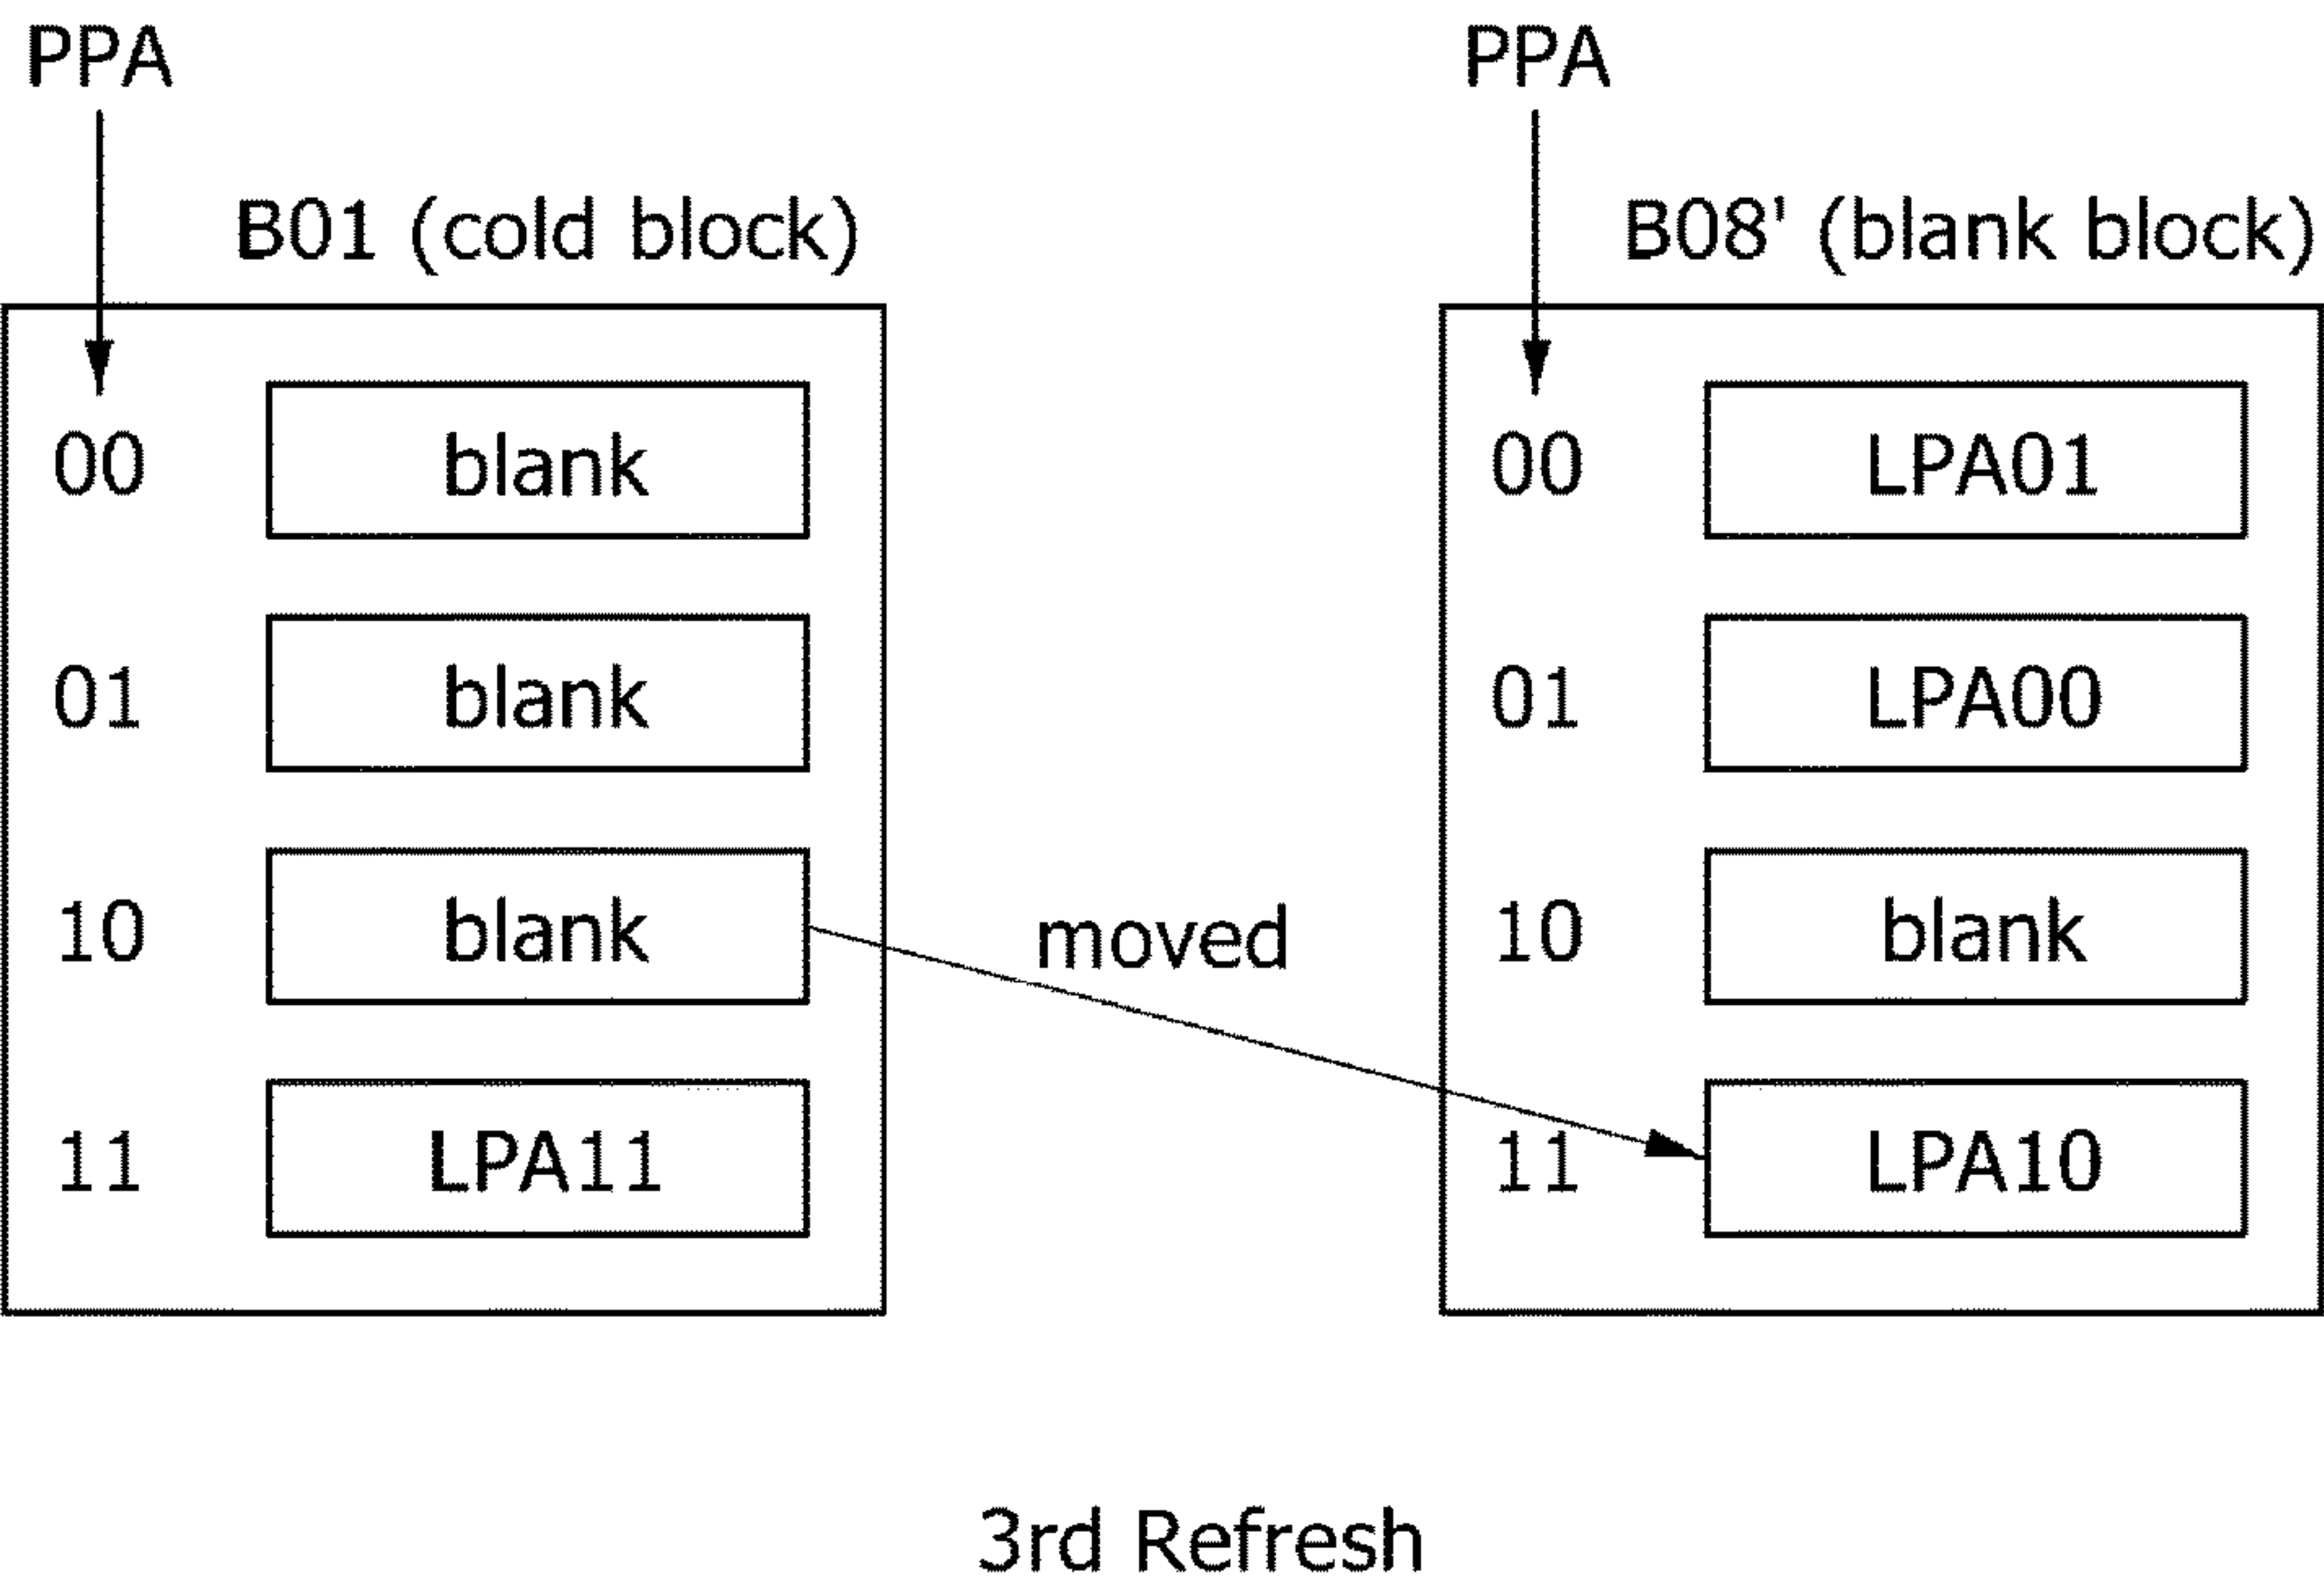 PPA PPA
B01 (cold block) B08' (blank block)
00 blank 00 LPA01
01 blank 01 LPA00
10 blank moved 10 blank
11 LPA11 11 LPA10
3rd Refresh